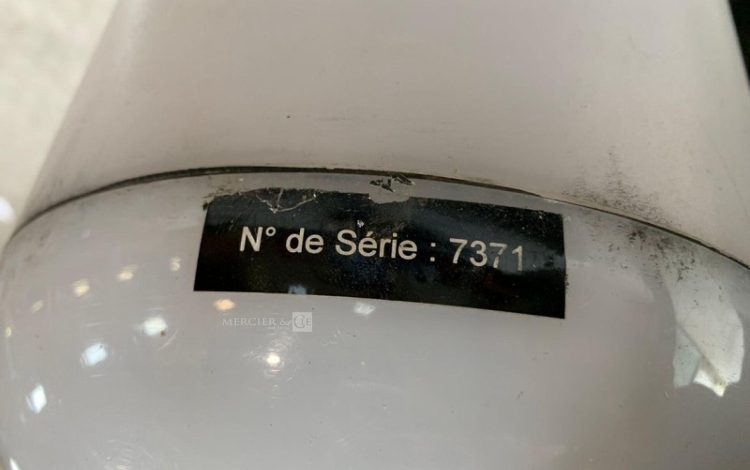 N° de Série : 7371
MERCIER & Cie